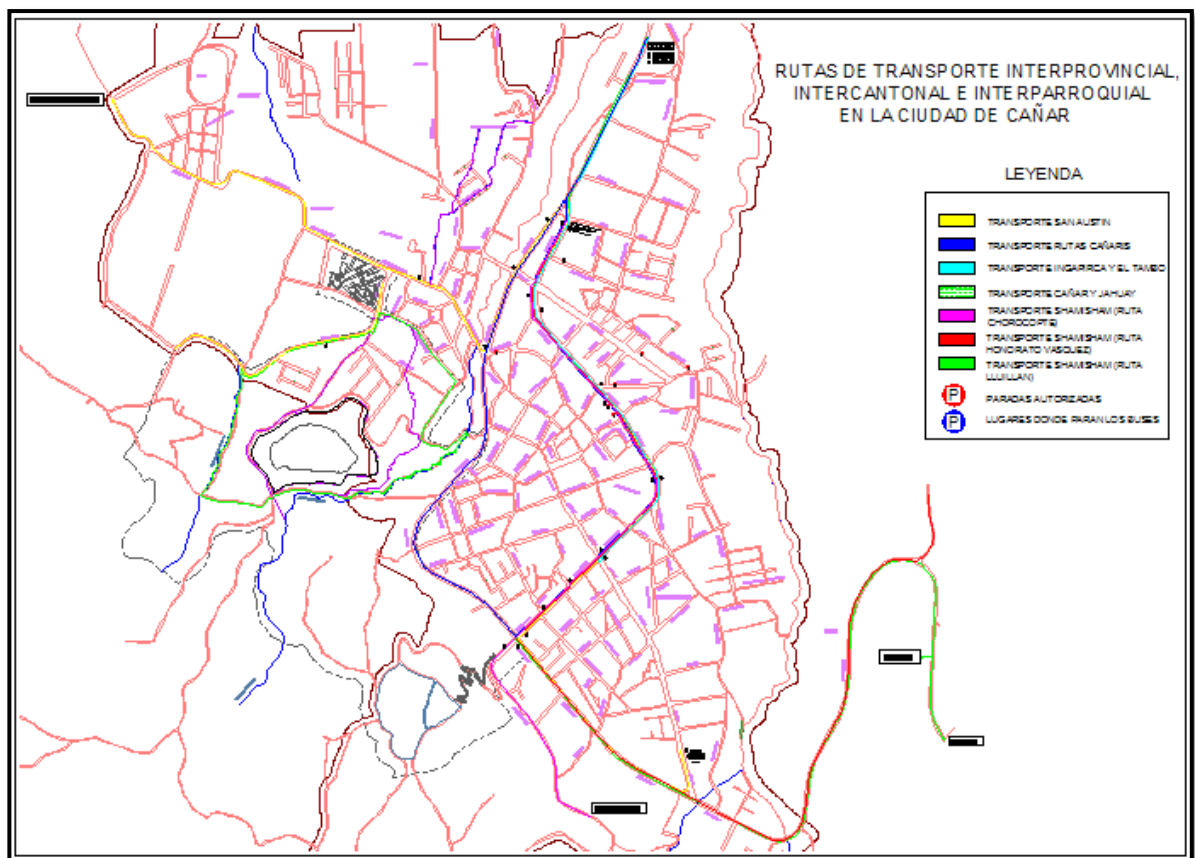 RUTAS DE TRANSPORTE INTERPROVINCIAL,
INTERCANTONAL E INTERPARROQUIAL
EN LA CIUDAD DE CAÑAR
LEYENDA
TRANSPORTE SAN AUSTIN
TRANSPORTE RUTAS CAÑARIS
TRANSPORTE INGAPIRCA Y EL TAMBO
TRANSPORTE CAÑAR Y JAHUAY
TRANSPORTE SHAMISHAM (RUTA
CHOROCOPTE)
TRANSPORTE SHAMISHAM (RUTA
HONORATO VASQUEZ)
TRANSPORTE SHAMISHAM (RUTA
LLUILLAN)
P PARADAS AUTORIZADAS
P LUGARES DONDE PARAN LOS BUSES